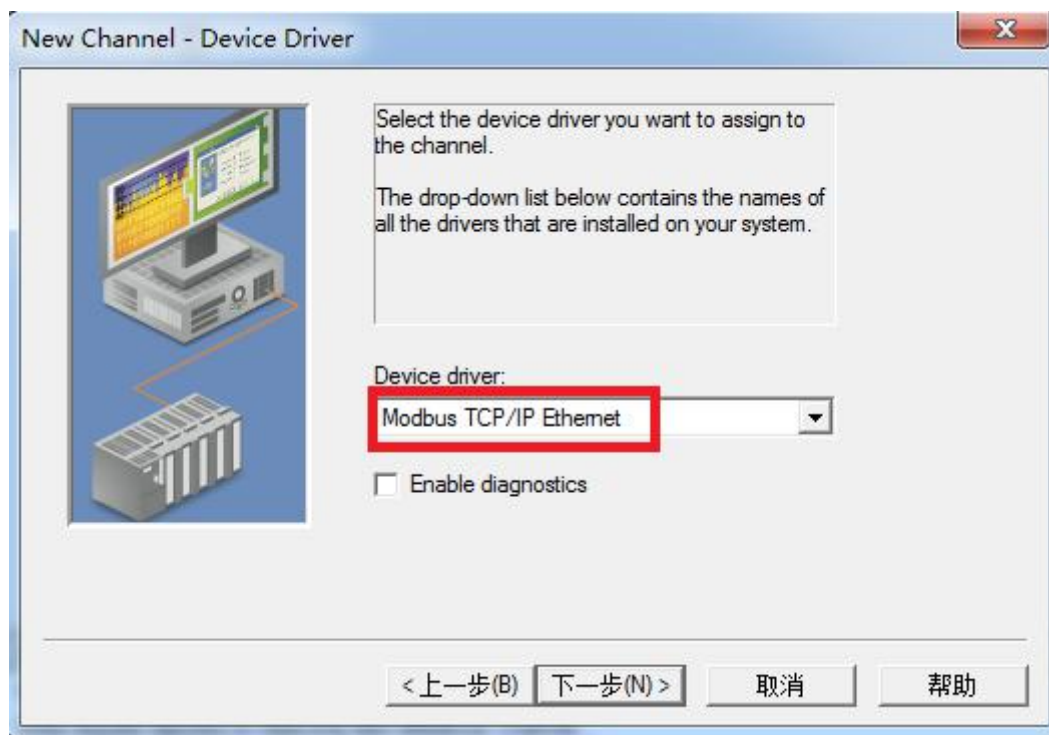 New Channel - Device Driver
Select the device driver you want to assign to
the channel.
The drop-down list below contains the names of
all the drivers that are installed on your system.
Device driver:
Modbus TCP/IP Ethernet
Enable diagnostics
<上一步(B) 下一步(N)> 取消 帮助